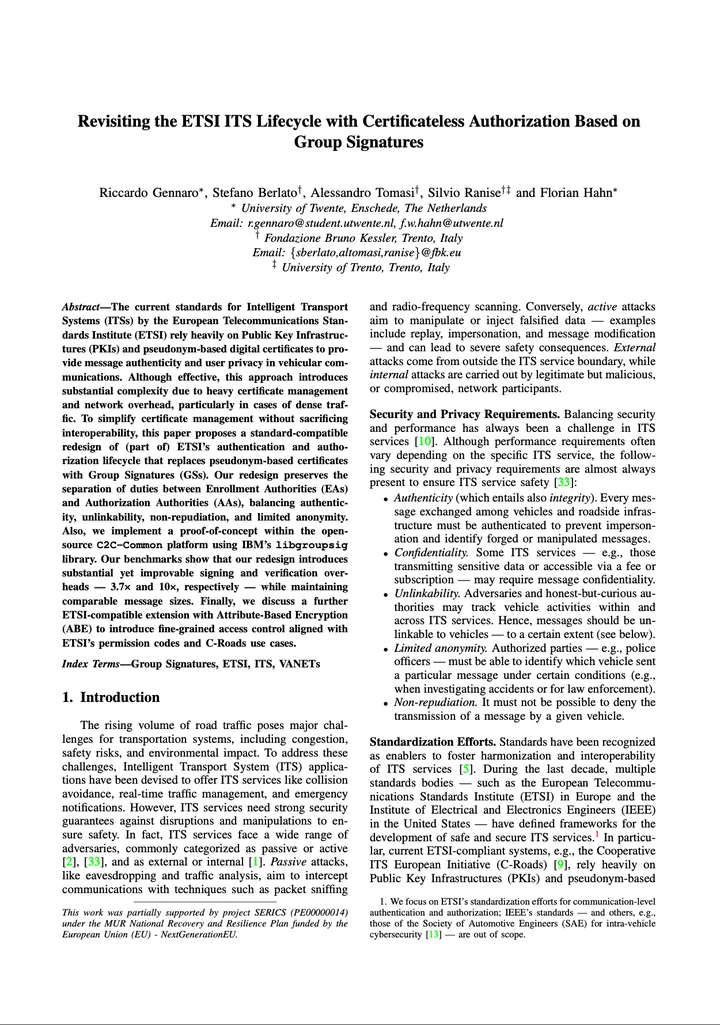 Revisiting the ETSI ITS Lifecycle with Certificateless Authorization Based on
Group Signatures
Riccardo Gennaro*, Stefano Berlato†, Alessandro Tomasi†, Silvio Ranise†‡ and Florian Hahn*
* University of Twente, Enschede, The Netherlands
Email: r.gennaro@student.utwente.nl, f.w.hahn@utwente.nl
† Fondazione Bruno Kessler, Trento, Italy
Email: {sberlato,altomasi,ranise}@fbk.eu
‡ University of Trento, Trento, Italy
Abstract—The current standards for Intelligent Transport
Systems (ITSs) by the European Telecommunications Stan-
dards Institute (ETSI) rely heavily on Public Key Infrastruc-
tures (PKIs) and pseudonym-based digital certificates to pro-
vide message authenticity and user privacy in vehicular com-
munications. Although effective, this approach introduces
substantial complexity due to heavy certificate management
and network overhead, particularly in cases of dense traf-
fic. To simplify certificate management without sacrificing
interoperability, this paper proposes a standard-compatible
redesign of (part of) ETSI's authentication and autho-
rization lifecycle that replaces pseudonym-based certificates
with Group Signatures (GSs). Our redesign preserves the
separation of duties between Enrollment Authorities (EAs)
and Authorization Authorities (AAs), balancing authentic-
ity, unlinkability, non-repudiation, and limited anonymity.
Also, we implement a proof-of-concept within the open-
source C2C-Common platform using IBM's libgroupsig
library. Our benchmarks show that our redesign introduces
substantial yet improvable signing and verification over-
heads — 3.7× and 10×, respectively — while maintaining
comparable message sizes. Finally, we discuss a further
ETSI-compatible extension with Attribute-Based Encryption
(ABE) to introduce fine-grained access control aligned with
ETSI's permission codes and C-Roads use cases.
Index Terms—Group Signatures, ETSI, ITS, VANETs
1. Introduction
The rising volume of road traffic poses major chal-
lenges for transportation systems, including congestion,
safety risks, and environmental impact. To address these
challenges, Intelligent Transport System (ITS) applica-
tions have been devised to offer ITS services like collision
avoidance, real-time traffic management, and emergency
notifications. However, ITS services need strong security
guarantees against disruptions and manipulations to en-
sure safety. In fact, ITS services face a wide range of
adversaries, commonly categorized as passive or active
[2], [33], and as external or internal [1]. Passive attacks,
like eavesdropping and traffic analysis, aim to intercept
communications with techniques such as packet sniffing
This work was partially supported by project SERICS (PE00000014)
under the MUR National Recovery and Resilience Plan funded by the
European Union (EU) - NextGenerationEU.
and radio-frequency scanning. Conversely, active attacks
aim to manipulate or inject falsified data — examples
include replay, impersonation, and message modification
— and can lead to severe safety consequences. External
attacks come from outside the ITS service boundary, while
internal attacks are carried out by legitimate but malicious,
or compromised, network participants.
Security and Privacy Requirements. Balancing security
and performance has always been a challenge in ITS
services [10]. Although performance requirements often
vary depending on the specific ITS service, the follow-
ing security and privacy requirements are almost always
present to ensure ITS service safety [33]:
• Authenticity (which entails also integrity). Every mes-
sage exchanged among vehicles and roadside infras-
tructure must be authenticated to prevent imperson-
ation and identify forged or manipulated messages.
• Confidentiality. Some ITS services — e.g., those
transmitting sensitive data or accessible via a fee or
subscription — may require message confidentiality.
• Unlinkability. Adversaries and honest-but-curious au-
thorities may track vehicle activities within and
across ITS services. Hence, messages should be un-
linkable to vehicles — to a certain extent (see below).
• Limited anonymity. Authorized parties — e.g., police
officers — must be able to identify which vehicle sent
a particular message under certain conditions (e.g.,
when investigating accidents or for law enforcement).
• Non-repudiation. It must not be possible to deny the
transmission of a message by a given vehicle.
Standardization Efforts. Standards have been recognized
as enablers to foster harmonization and interoperability
of ITS services [5]. During the last decade, multiple
standards bodies — such as the European Telecommu-
nications Standards Institute (ETSI) in Europe and the
Institute of Electrical and Electronics Engineers (IEEE)
in the United States — have defined frameworks for the
development of safe and secure ITS services.1 In particu-
lar, current ETSI-compliant systems, e.g., the Cooperative
ITS European Initiative (C-Roads) [9], rely heavily on
Public Key Infrastructures (PKIs) and pseudonym-based
1. We focus on ETSI's standardization efforts for communication-level
authentication and authorization; IEEE's standards — and others, e.g.,
those of the Society of Automotive Engineers (SAE) for intra-vehicle
cybersecurity [13] — are out of scope.